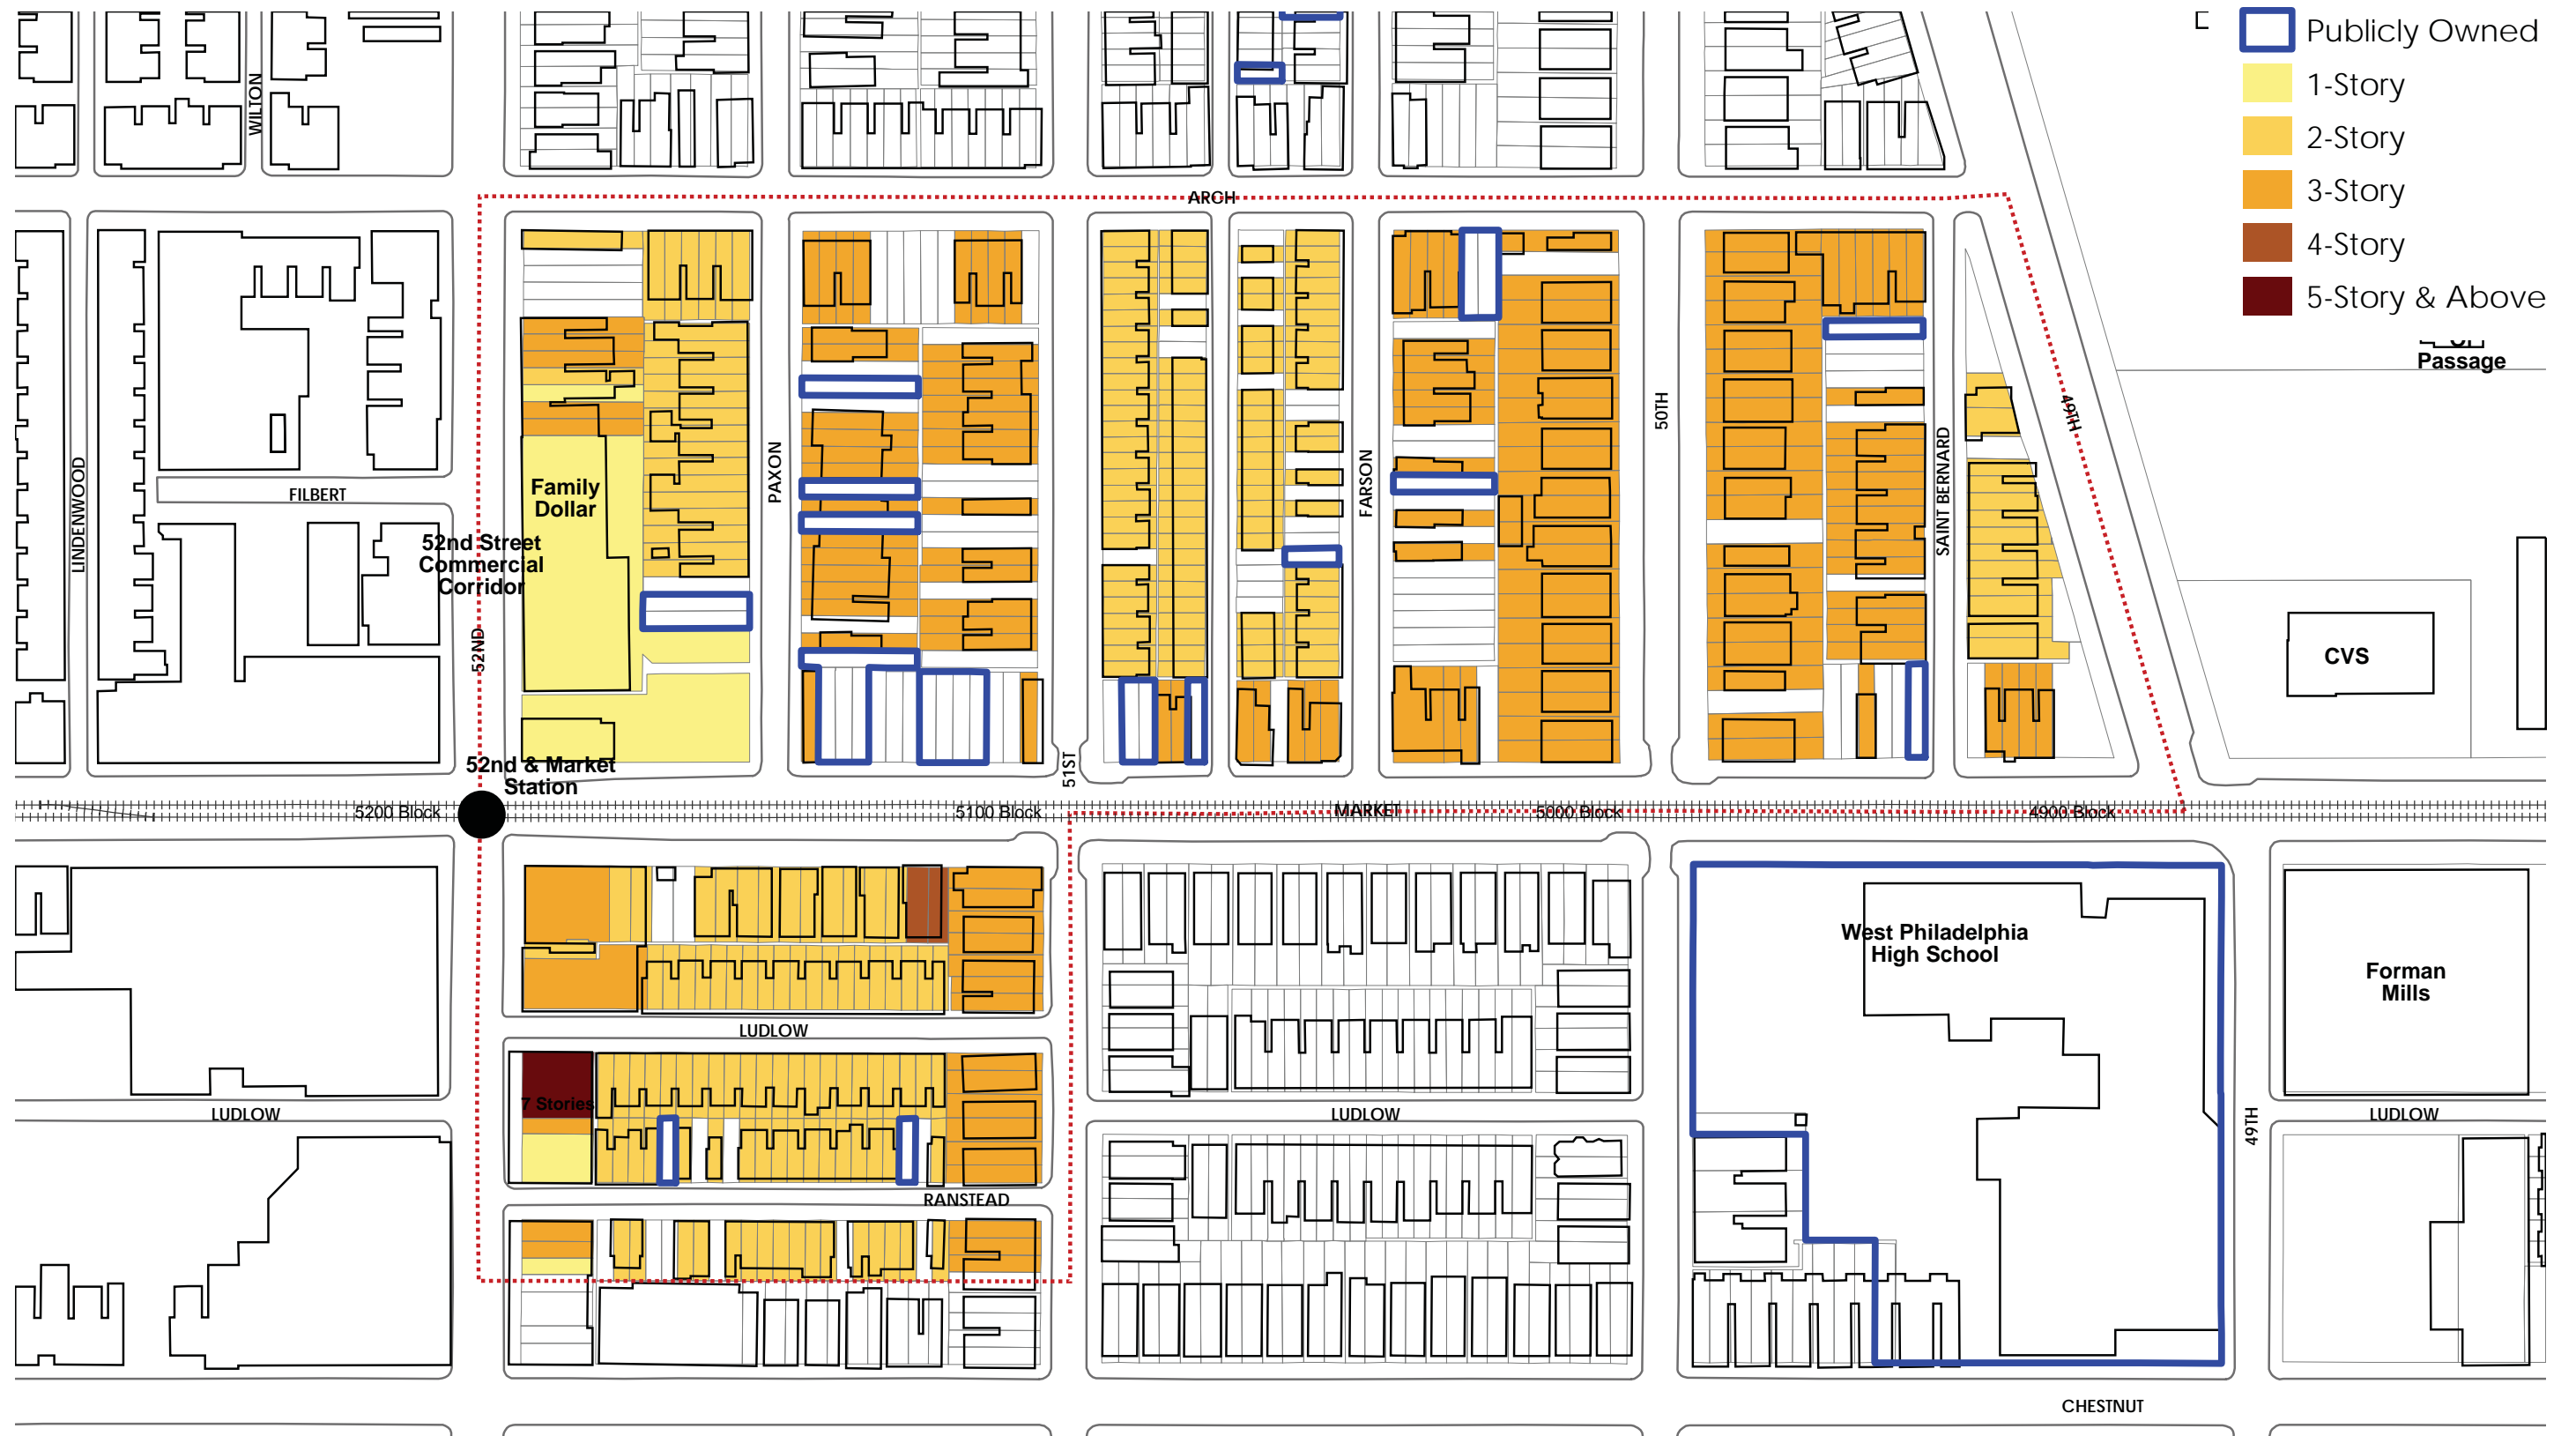 Publicly Owned
1-Story
2-Story
3-Story
4-Story
5-Story & Above
WILTON
ARCH
Passage
49TH
50TH
PAXON
FARSON
SAINT BERNARD
LINDENWOOD
FILBERT
Family
Dollar
52nd Street
Commercial
Corridor
52ND
CVS
51ST
52nd & Market
Station
5200 Block
5100 Block
MARKET
5000 Block
4900 Block
West Philadelphia
High School
Forman
Mills
LUDLOW
7 Stories
LUDLOW
LUDLOW
LUDLOW
49TH
RANSTEAD
CHESTNUT